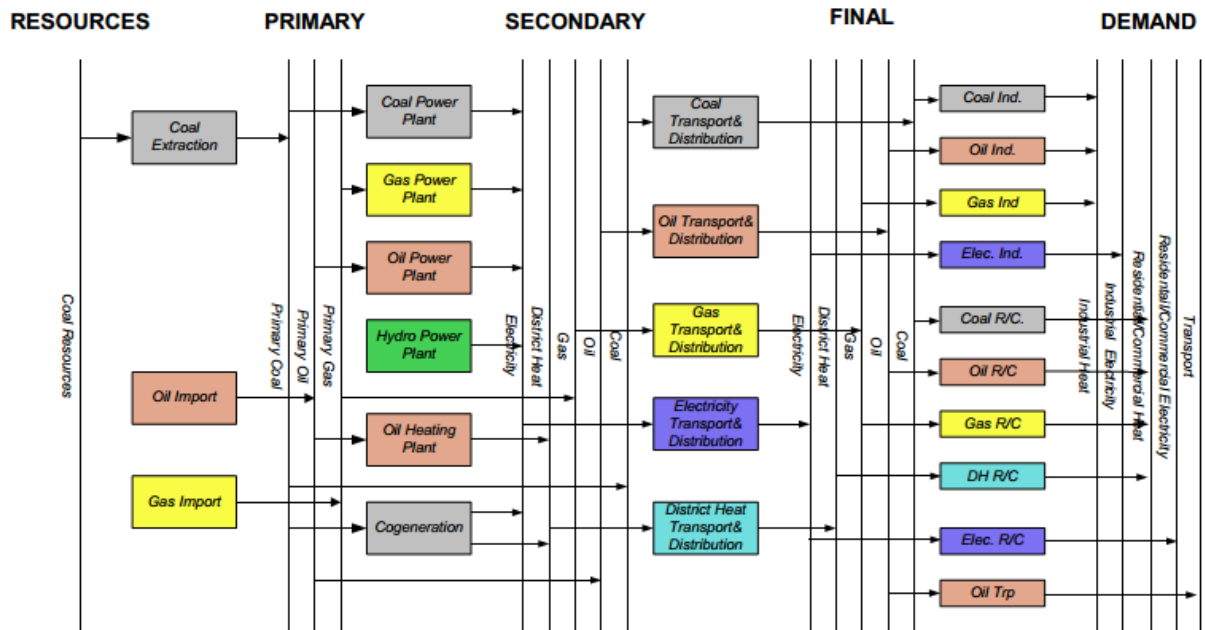 RESOURCES
PRIMARY
SECONDARY
FINAL
DEMAND
Coal Resources
Coal
Extraction
Oil Import
Gas Import
Primary Coal
Primary Oil
Primary Gas
Coal Power
Plant
Gas Power
Plant
Oil Power
Plant
Hydro Power
Plant
Oil Heating
Plant
Cogeneration
Electricity
District Heat
Gas
Oil
Coal
Coal
Transport&
Distribution
Oil Transport&
Distribution
Gas
Transport&
Distribution
Electricity
Transport&
Distribution
District Heat
Transport&
Distribution
Electricity
District Heat
Gas
Oil
Coal
Coal Ind.
Oil Ind.
Gas Ind
Elec. Ind.
Coal R/C.
Oil R/C
Gas R/C
DH R/C
Elec. R/C
Oil Trp
Industrial Heat
Industrial Electricity
Residential/Commercial Heat
Residental/Commercial Electricity
Transport